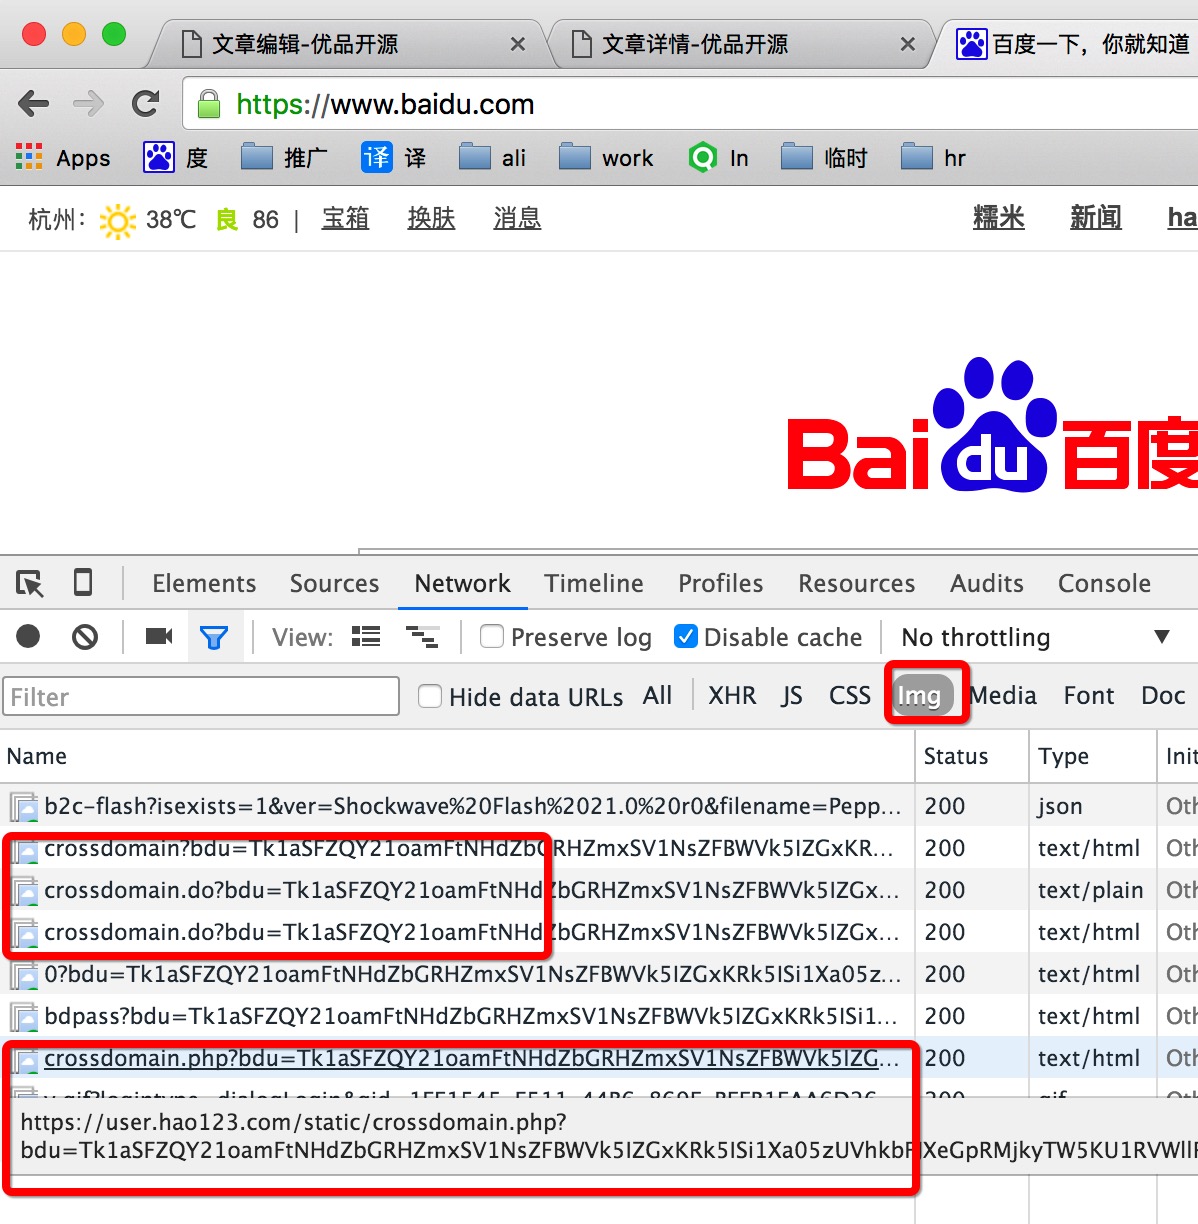 文章编辑-优品开源
文章详情-优品开源
百度一下，你就知道
https://www.baidu.com
Apps 度 推广 译 译 ali work In 临时 hr
杭州： 38℃ 良 86 | 宝箱 换肤 消息 糯米 新闻 ha
Bai du 百度
Elements Sources Network Timeline Profiles Resources Audits Console
View: Preserve log Disable cache No throttling
Filter Hide data URLs All XHR JS CSS Img Media Font Doc
Name Status Type Init
b2c-flash?isexists=1&ver=Shockwave%20Flash%2021.0%20r0&filename=Pepp... 200 json Oth
crossdomain?bdu=Tk1aSFZQY21oamFtNHdZbGRHZmxSV1NsZFBWVk5IZGxKR... 200 text/html Oth
crossdomain.do?bdu=Tk1aSFZQY21oamFtNHdZbGRHZmxSV1NsZFBWVk5IZGx... 200 text/plain Oth
crossdomain.do?bdu=Tk1aSFZQY21oamFtNHdZbGRHZmxSV1NsZFBWVk5IZGx... 200 text/html Oth
0?bdu=Tk1aSFZQY21oamFtNHdZbGRHZmxSV1NsZFBWVk5IZGxKRk5ISi1Xa05z... 200 text/html Oth
bdpass?bdu=Tk1aSFZQY21oamFtNHdZbGRHZmxSV1NsZFBWVk5IZGxKRk5ISi1... 200 text/html Oth
crossdomain.php?bdu=Tk1aSFZQY21oamFtNHdZbGRHZmxSV1NsZFBWVk5IZG... 200 text/html Oth
https://user.hao123.com/static/crossdomain.php?
bdu=Tk1aSFZQY21oamFtNHdZbGRHZmxSV1NsZFBWVk5IZGxKRk5ISi1Xa05zUVhkbFJXeGpRMjkyTW5KU1RVWllF